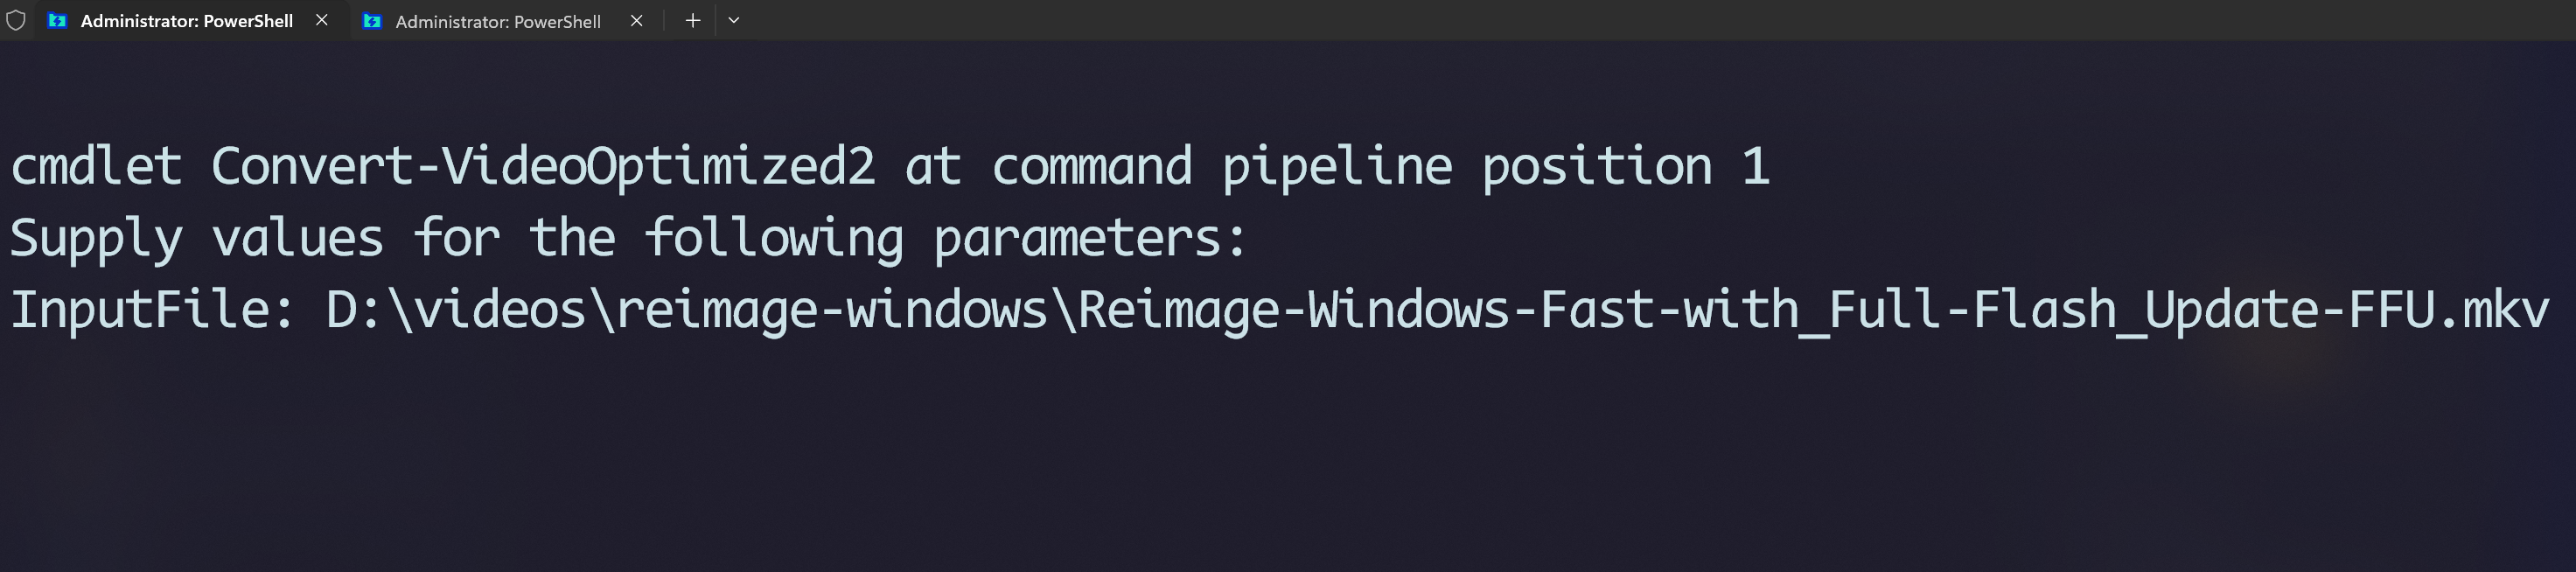 Administrator: PowerShell
Administrator: PowerShell
cmdlet Convert-VideoOptimized2 at command pipeline position 1
Supply values for the following parameters:
InputFile: D:\videos\reimage-windows\Reimage-Windows-Fast-with_Full-Flash_Update-FFU.mkv